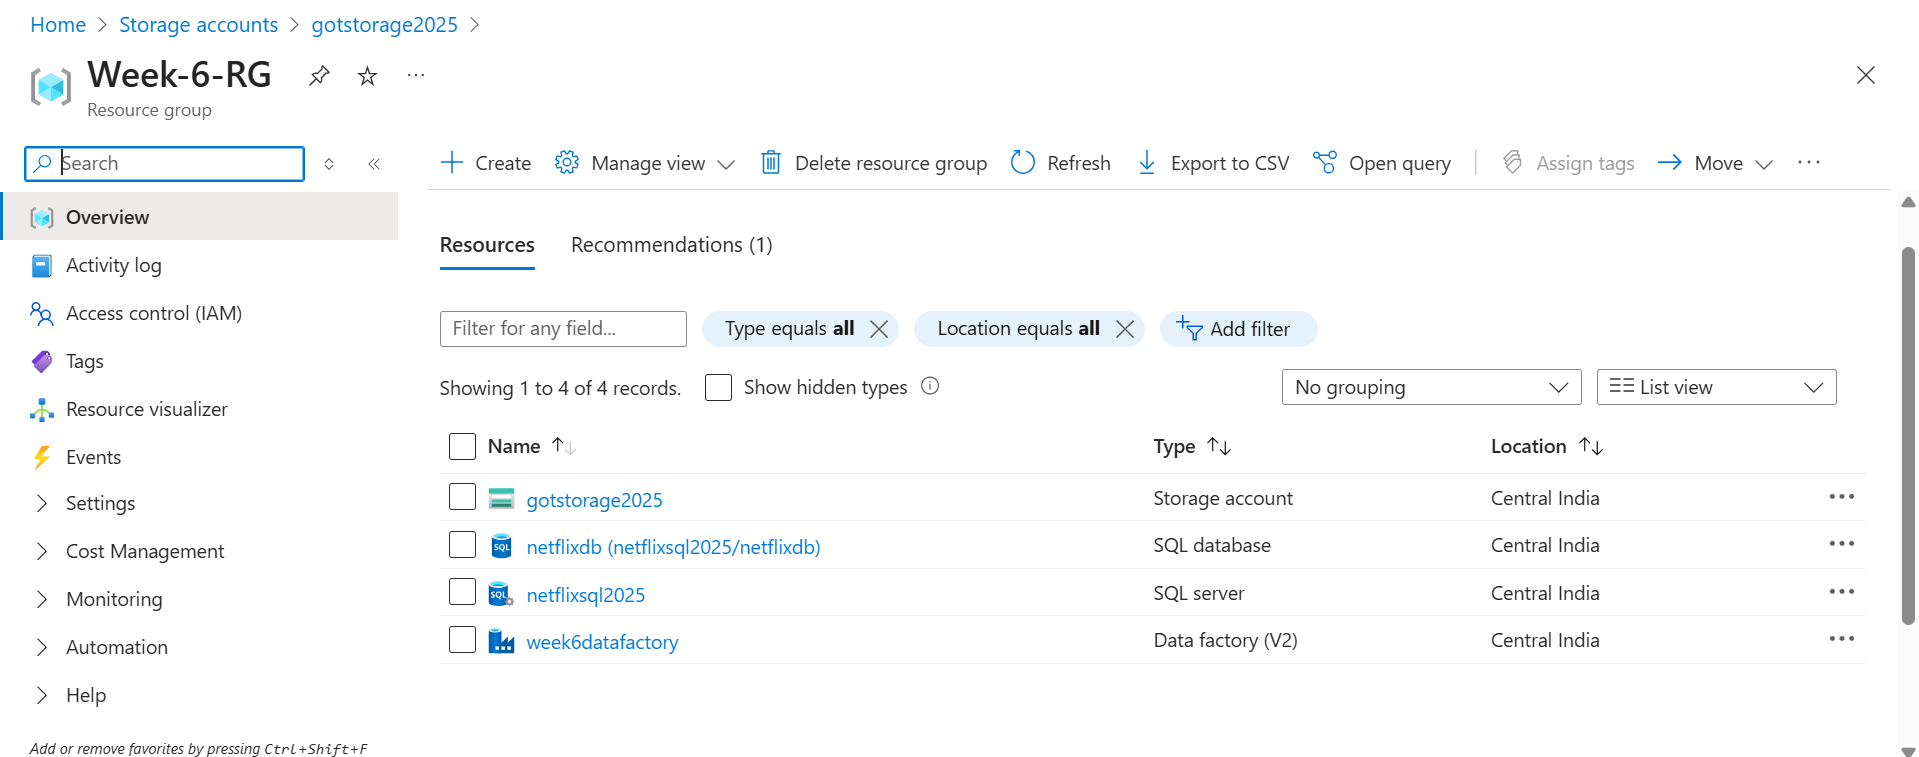 Home > Storage accounts > gotstorage2025 >
Week-6-RG
Resource group
Search
Overview
Activity log
Access control (IAM)
Tags
Resource visualizer
Events
Settings
Cost Management
Monitoring
Automation
Help
Add or remove favorites by pressing Ctrl+Shift+F
Create Manage view Delete resource group Refresh Export to CSV Open query Assign tags Move
Resources Recommendations (1)
Filter for any field... Type equals all Location equals all Add filter
Showing 1 to 4 of 4 records. Show hidden types No grouping List view
Name Type Location
gotstorage2025 Storage account Central India
SQL netflixdb (netflixsql2025/netflixdb) SQL database Central India
SQL netflixsql2025 SQL server Central India
week6datafactory Data factory (V2) Central India